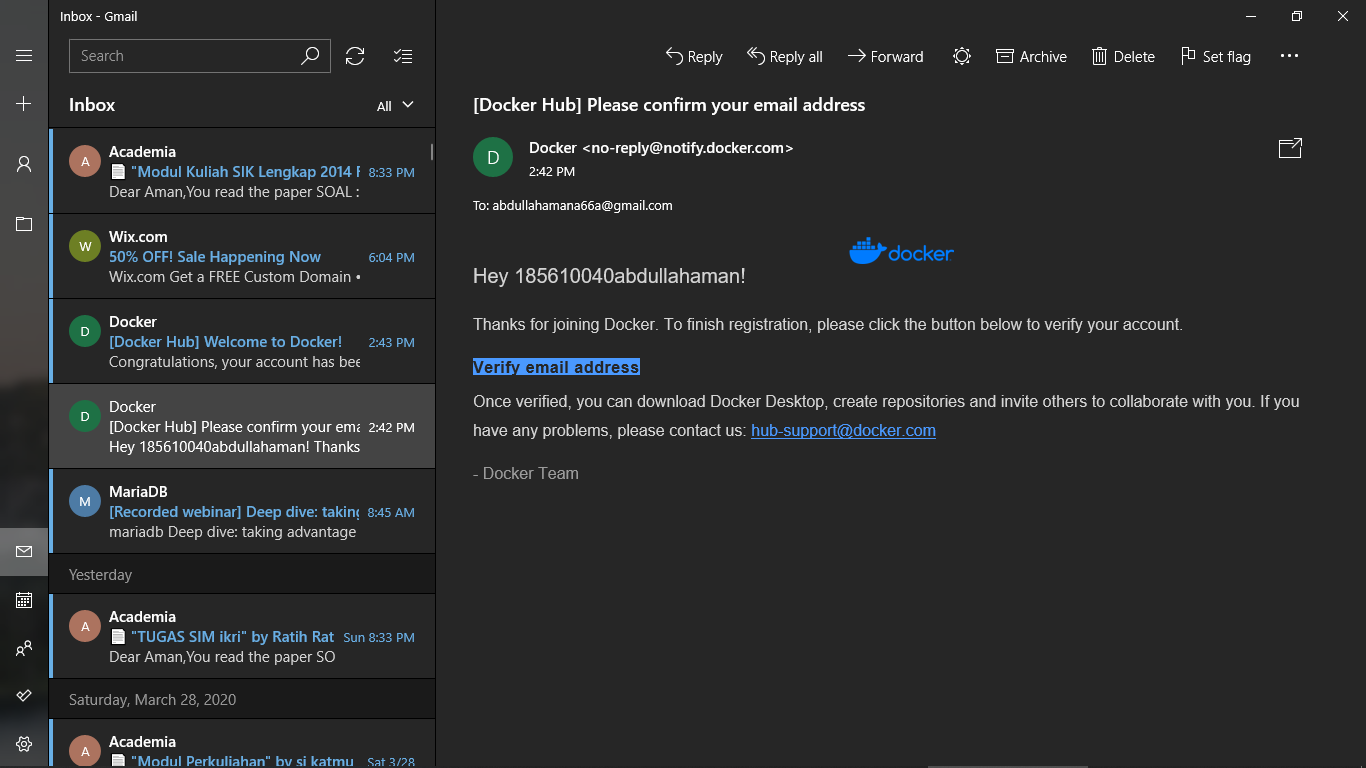 Inbox - Gmail
Search
Reply
Reply all
Forward
Archive
Delete
Set flag
Inbox
All
A
Academia
"Modul Kuliah SIK Lengkap 2014 F
8:33 PM
Dear Aman,You read the paper SOAL :
W
Wix.com
50% OFF! Sale Happening Now
6:04 PM
Wix.com Get a FREE Custom Domain •
D
Docker
[Docker Hub] Welcome to Docker!
2:43 PM
Congratulations, your account has bee
D
Docker
[Docker Hub] Please confirm your ema
2:42 PM
Hey 185610040abdullahaman! Thanks
M
MariaDB
[Recorded webinar] Deep dive: taking
8:45 AM
mariadb Deep dive: taking advantage
Yesterday
A
Academia
"TUGAS SIM ikri" by Ratih Rat
Sun 8:33 PM
Dear Aman,You read the paper SO
Saturday, March 28, 2020
A
Academia
"Modul Perkuliahan" by si katmu
Sat 3/28
[Docker Hub] Please confirm your email address
D
Docker <no-reply@notify.docker.com>
2:42 PM
To: abdullahamana66a@gmail.com
docker
Hey 185610040abdullahaman!
Thanks for joining Docker. To finish registration, please click the button below to verify your account.
Verify email address
Once verified, you can download Docker Desktop, create repositories and invite others to collaborate with you. If you
have any problems, please contact us: hub-support@docker.com
- Docker Team